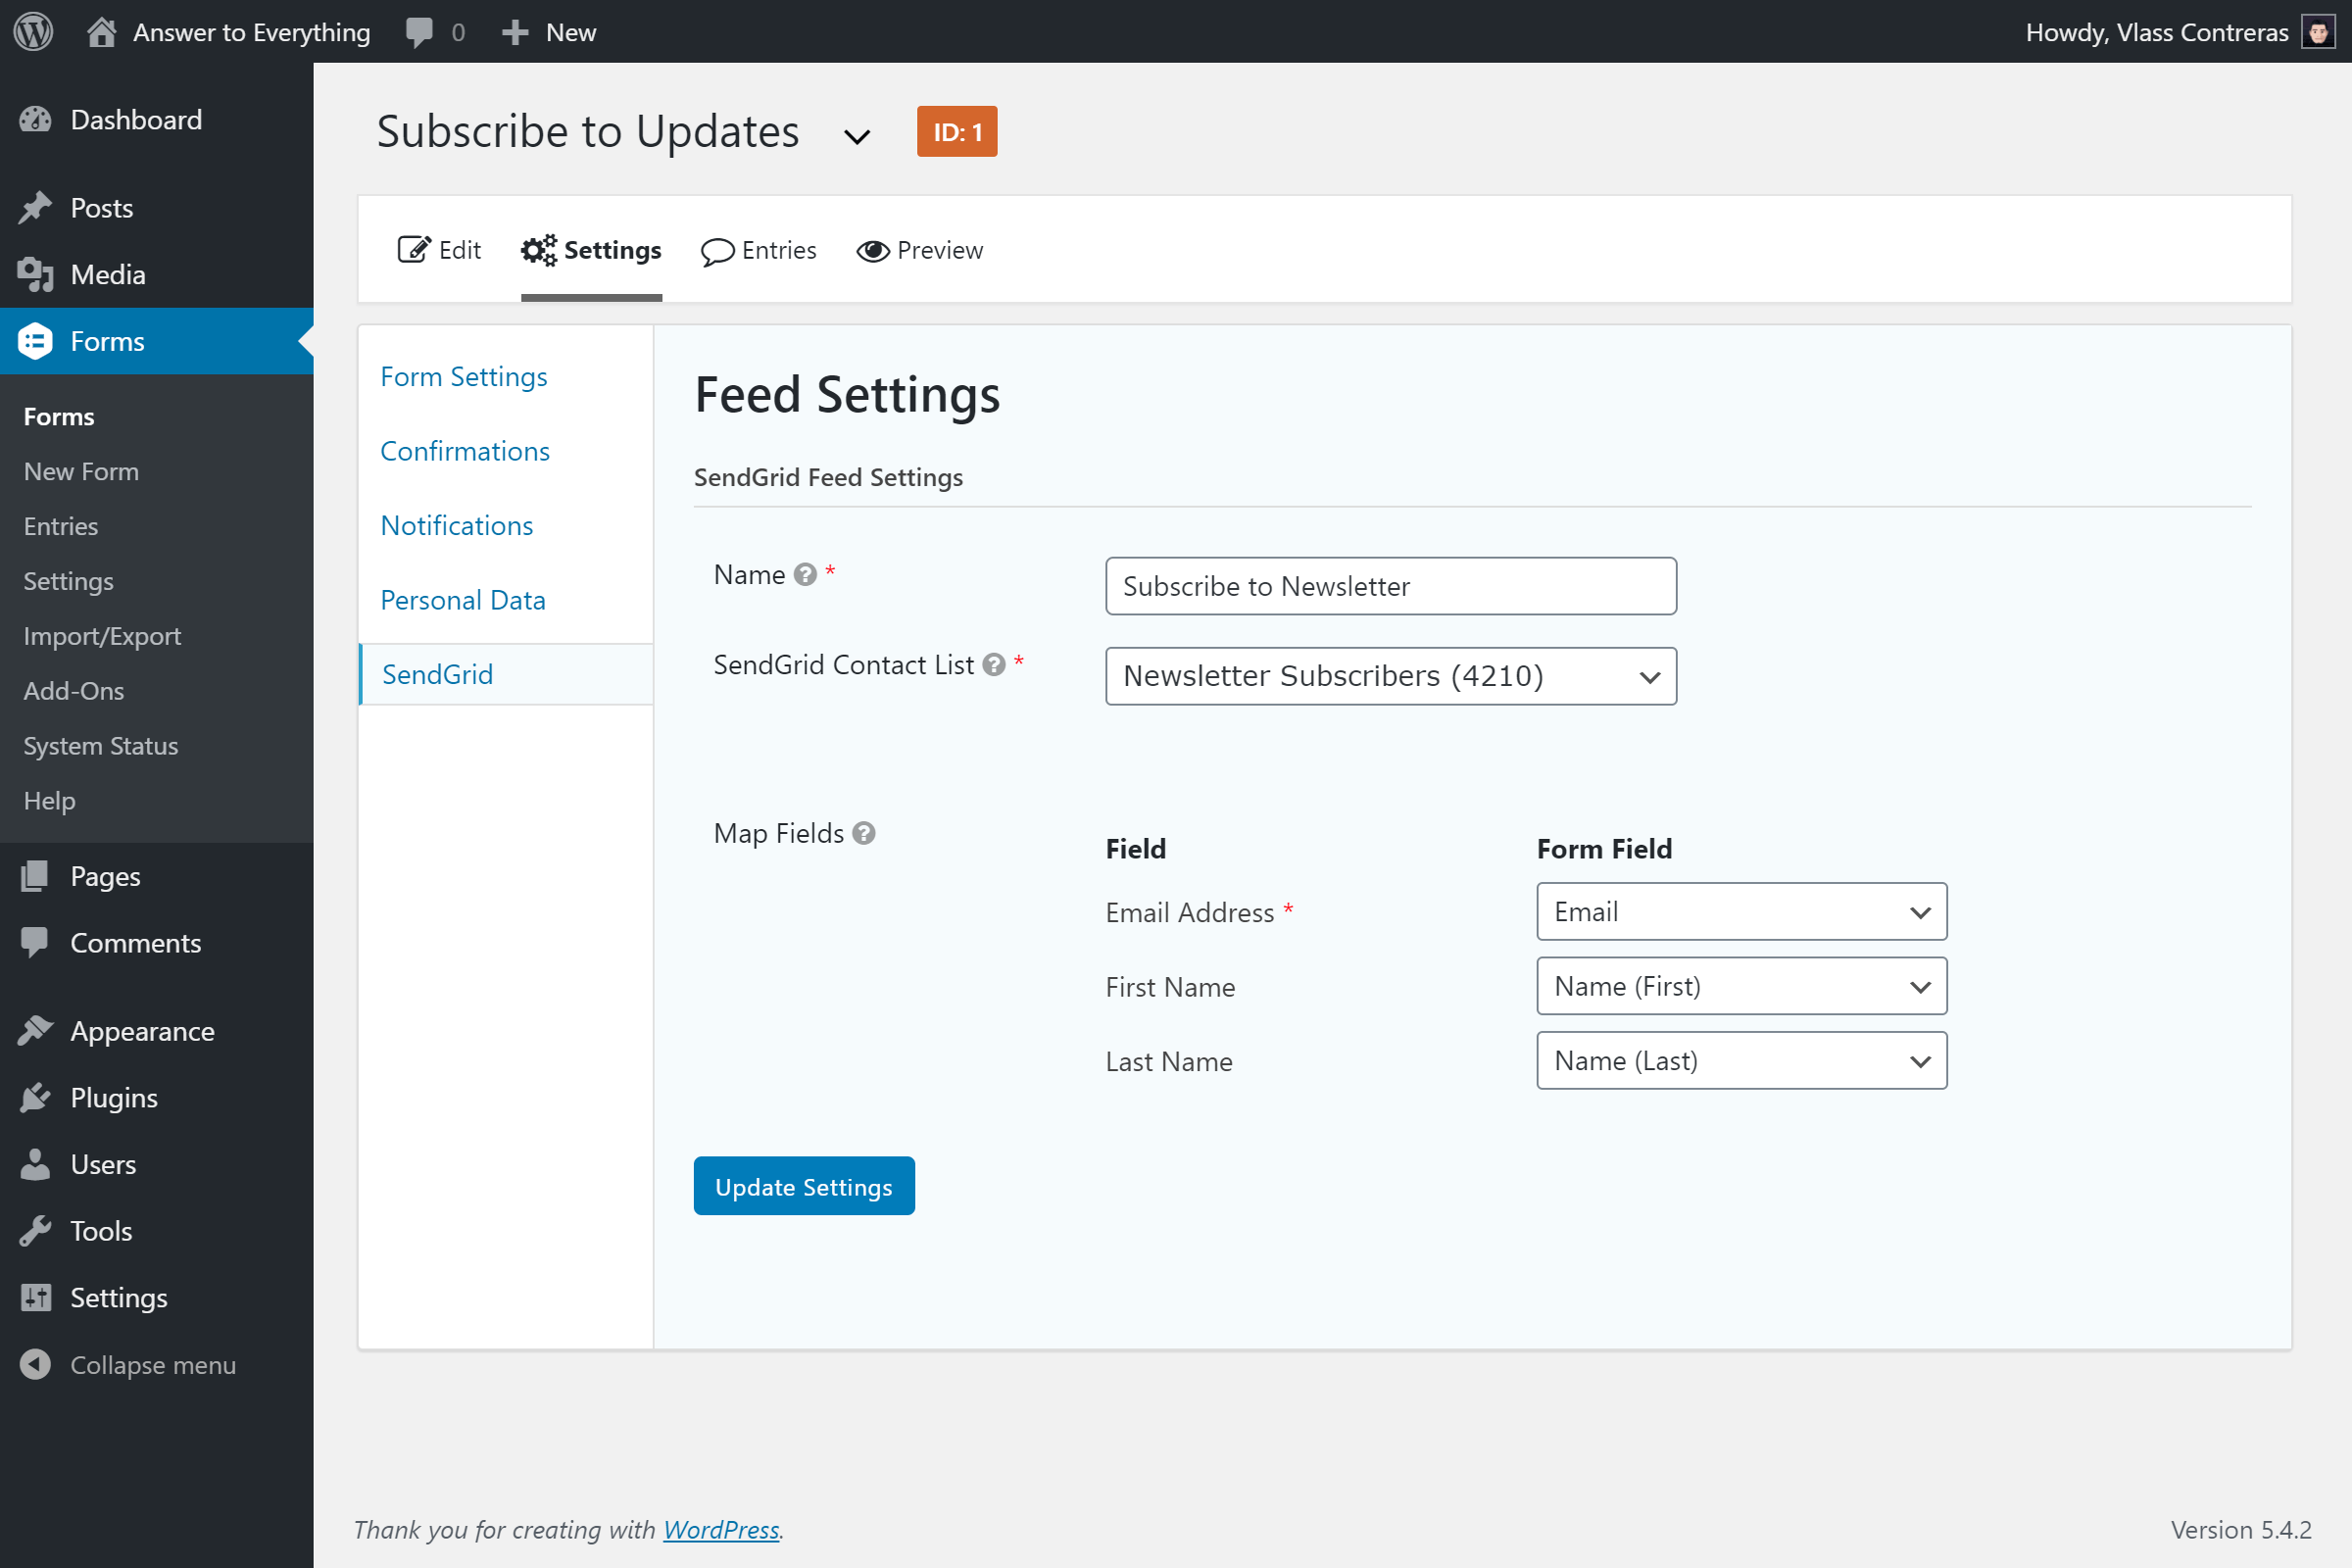 Answer to Everything 0 New Howdy, Vlass Contreras
Dashboard
Posts
Media
Forms
Forms
New Form
Entries
Settings
Import/Export
Add-Ons
System Status
Help
Pages
Comments
Appearance
Plugins
Users
Tools
Settings
Collapse menu
Subscribe to Updates ID: 1
Edit Settings Entries Preview
Form Settings
Confirmations
Notifications
Personal Data
SendGrid
Feed Settings
SendGrid Feed Settings
Name ? * Subscribe to Newsletter
SendGrid Contact List ? * Newsletter Subscribers (4210)
Map Fields ?
Field Form Field
Email Address * Email
First Name Name (First)
Last Name Name (Last)
Update Settings
Thank you for creating with WordPress. Version 5.4.2